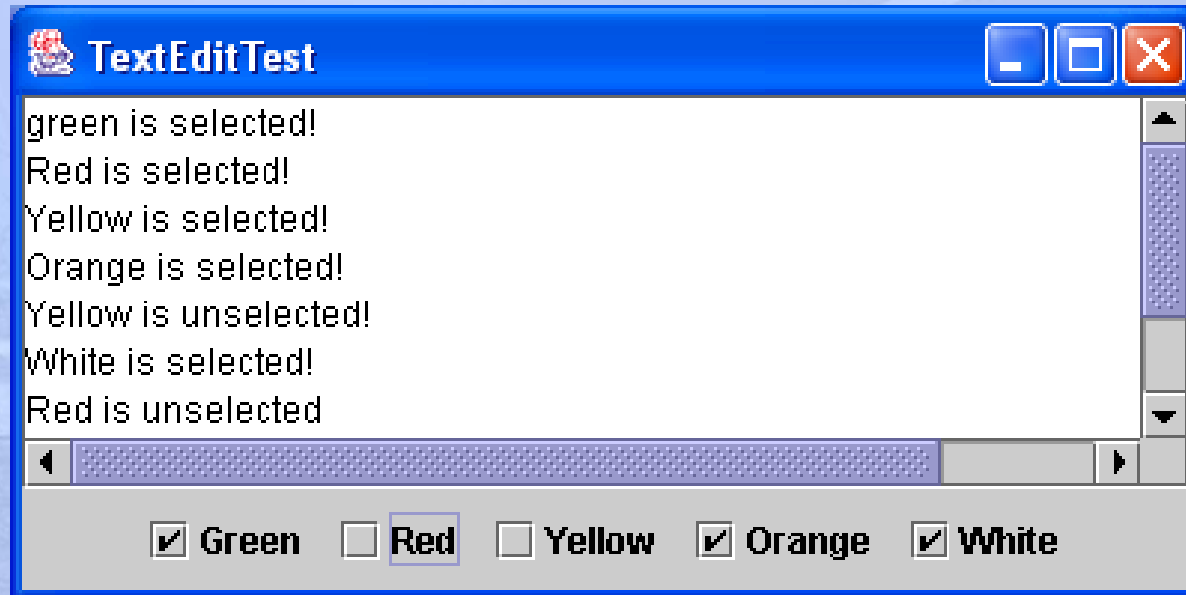 TextEditTest
green is selected!
Red is selected!
Yellow is selected!
Orange is selected!
Yellow is unselected!
White is selected!
Red is unselected
Green Red Yellow Orange White